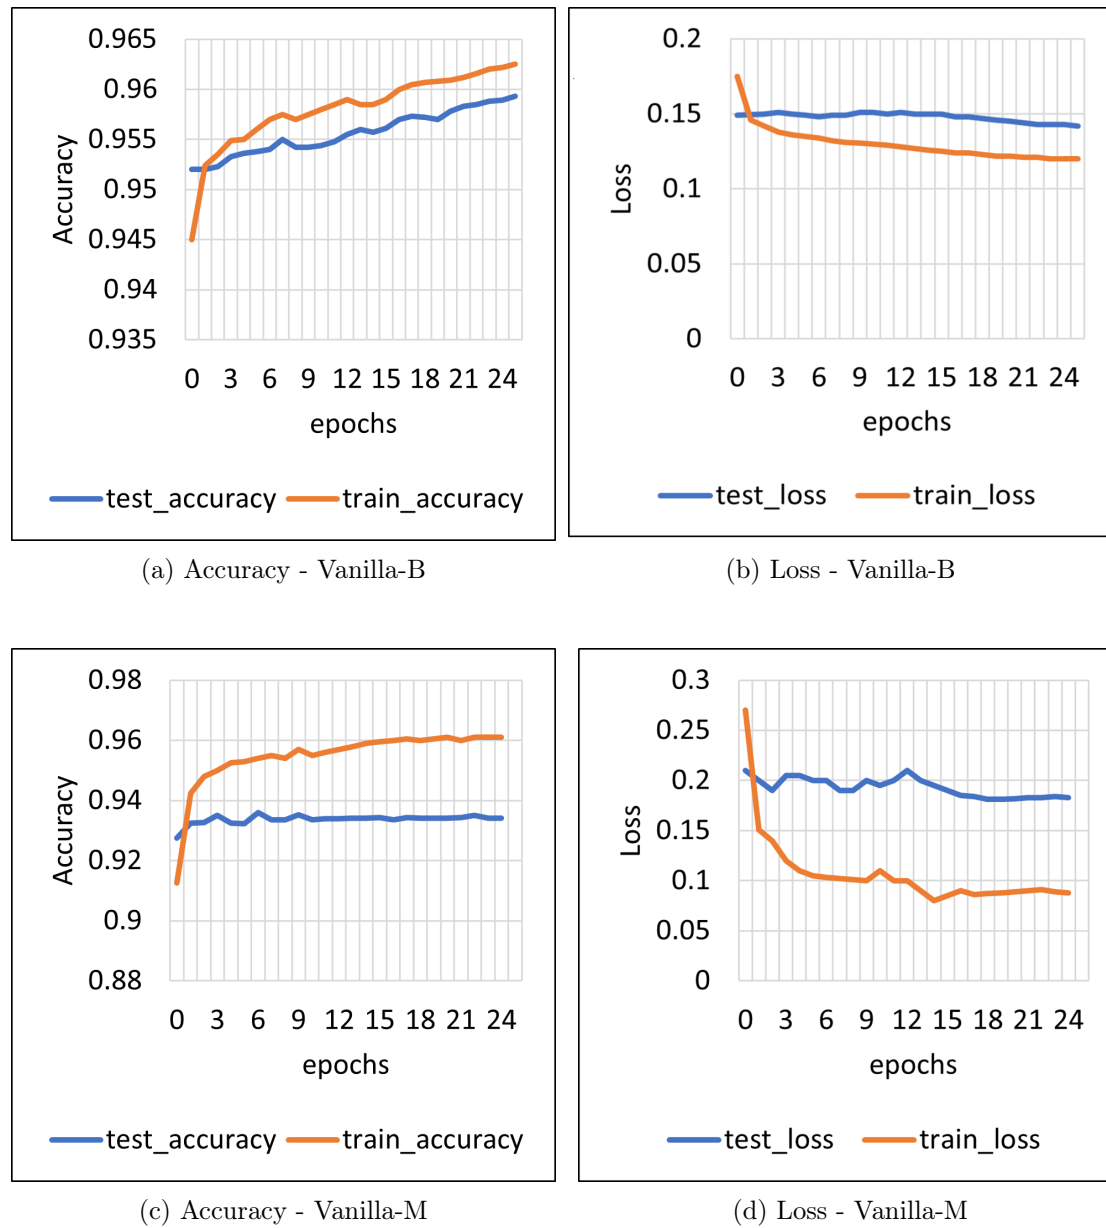 0.965
0.96
0.955
0.95
0.945
0.94
0.935
Accuracy
0 3 6 9 12 15 18 21 24
epochs
test_accuracy train_accuracy
(a) Accuracy - Vanilla-B
0.2
0.15
0.1
0.05
0
Loss
0 3 6 9 12 15 18 21 24
epochs
test_loss train_loss
(b) Loss - Vanilla-B
0.98
0.96
0.94
0.92
0.9
0.88
Accuracy
0 3 6 9 12 15 18 21 24
epochs
test_accuracy train_accuracy
(c) Accuracy - Vanilla-M
0.3
0.25
0.2
0.15
0.1
0.05
0
Loss
0 3 6 9 12 15 18 21 24
epochs
test_loss train_loss
(d) Loss - Vanilla-M